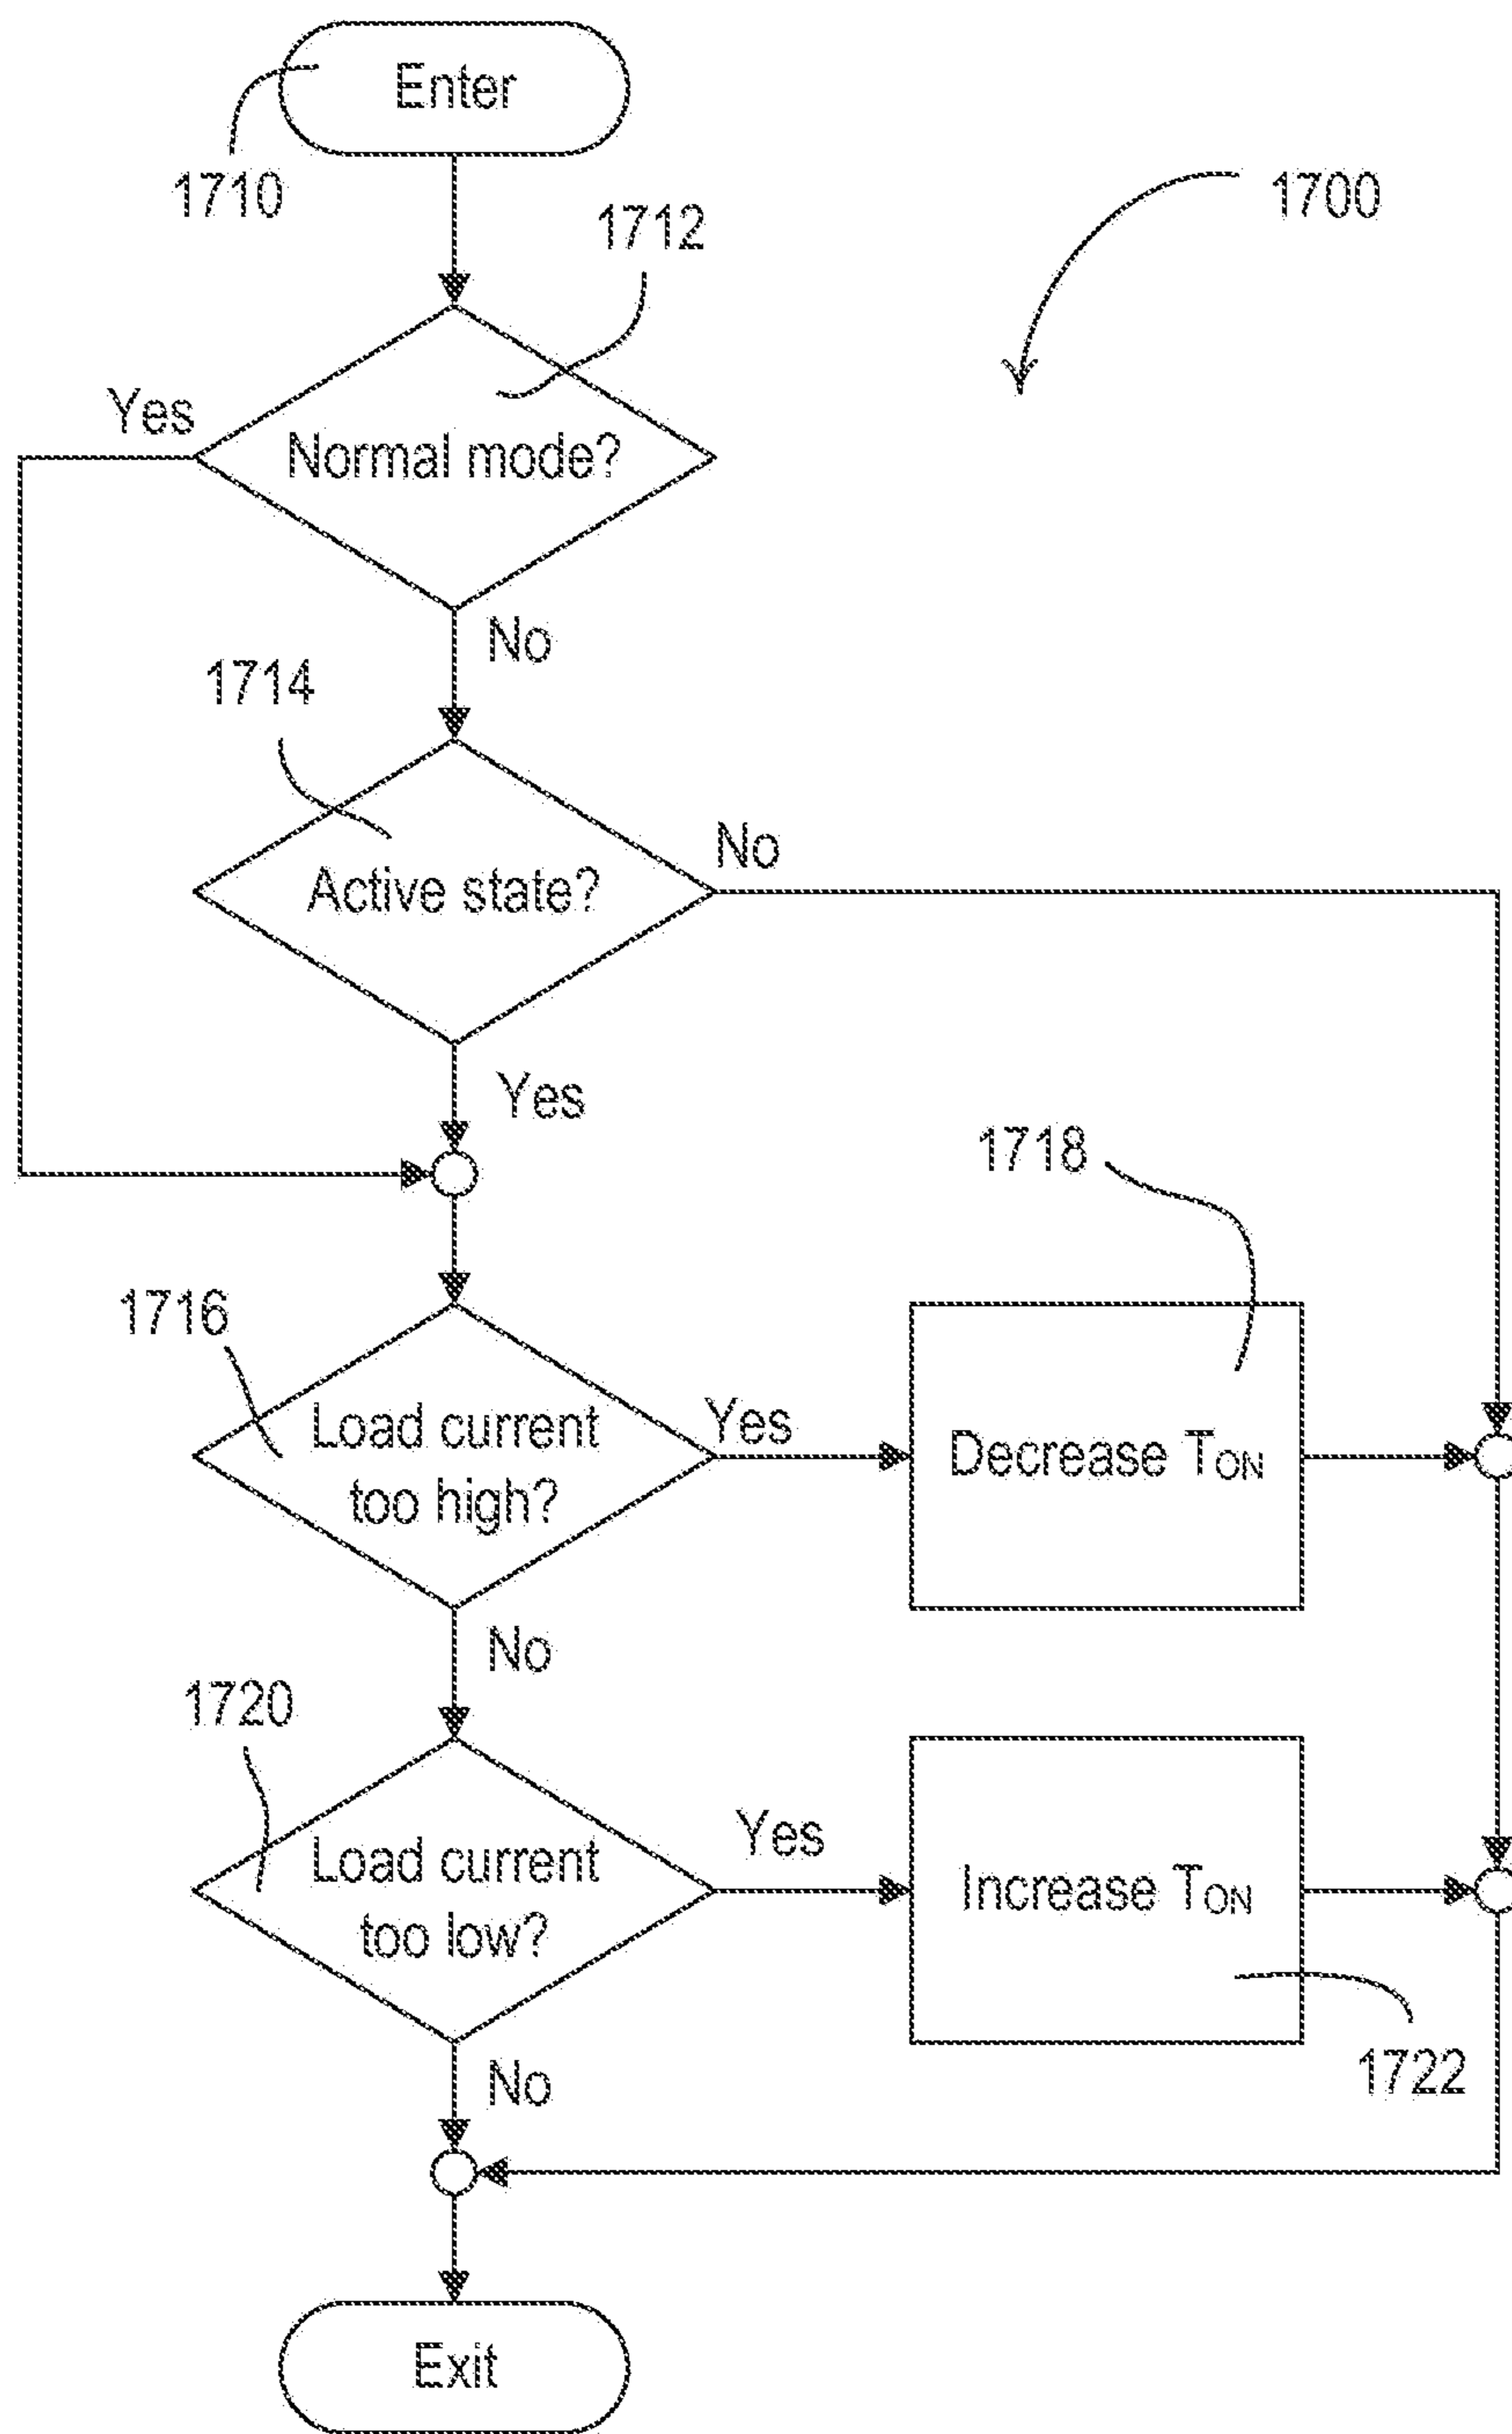 Enter
1710
1700
1712
Yes
Normal mode?
No
1714
No
Active state?
Yes
1718
1716
Load current
too high?
Yes
Decrease TON
No
1720
Load current
too low?
Yes
Increase TON
1722
No
Exit